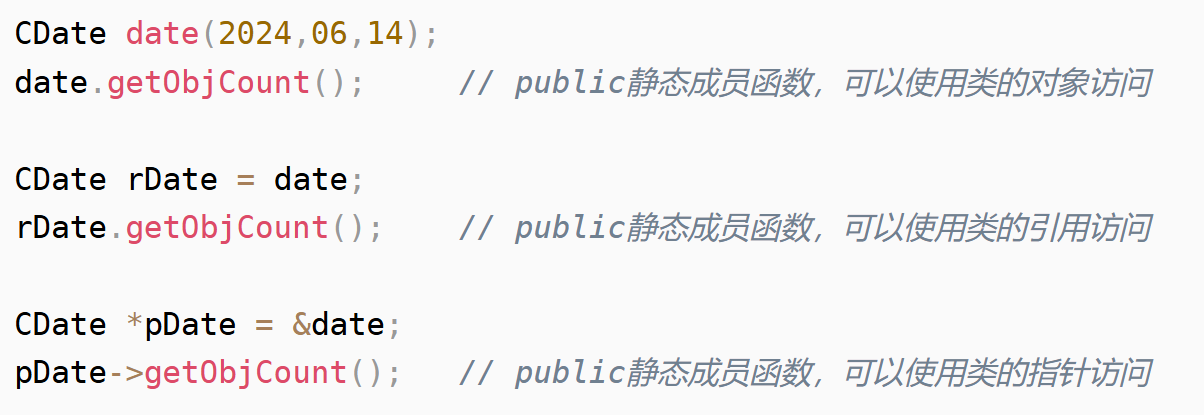 CDate date(2024,06,14);
date.getObjCount();     // public静态成员函数，可以使用类的对象访问
CDate rDate = date;
rDate.getObjCount();    // public静态成员函数，可以使用类的引用访问
CDate *pDate = &date;
pDate->getObjCount();   // public静态成员函数，可以使用类的指针访问